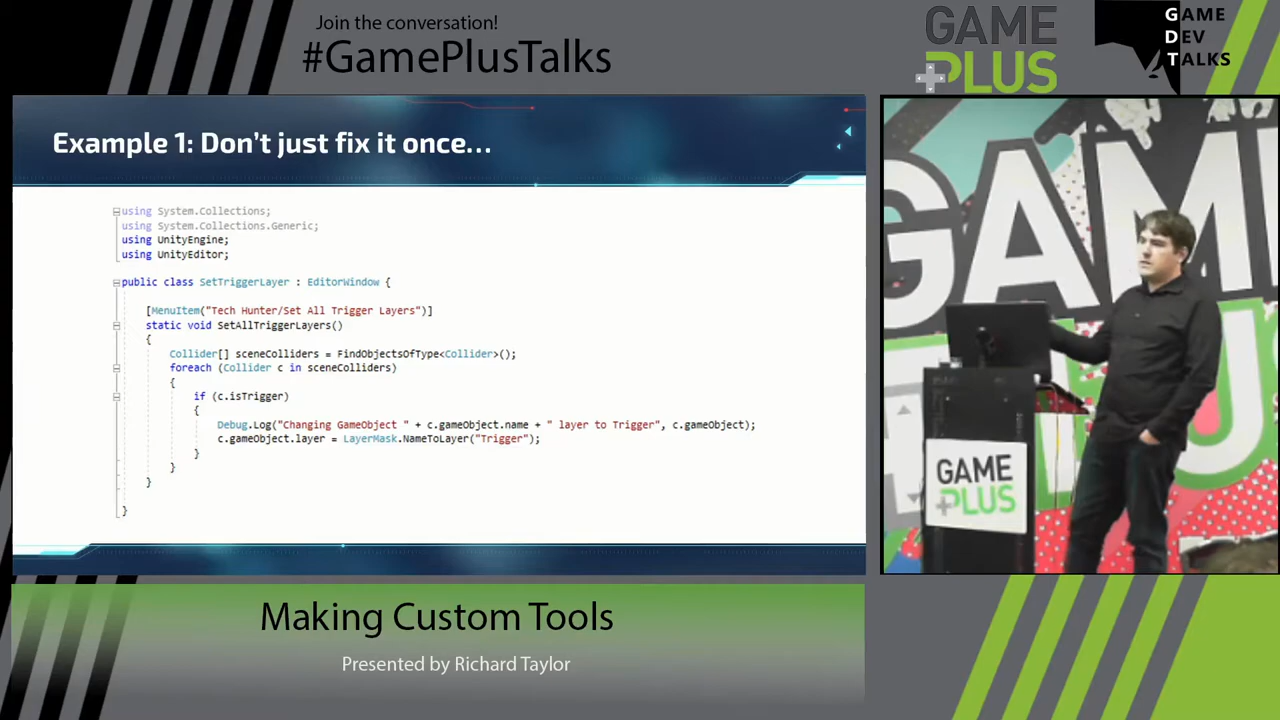 Join the conversation!
#GamePlusTalks
GAME
PLUS
GAME
DEV
TALKS
Example 1: Don't just fix it once...
using System.Collections;
using System.Collections.Generic;
using UnityEngine;
using UnityEditor;
public class SetTriggerLayer : EditorWindow {
[MenuItem("Tech Hunter/Set All Trigger Layers")]
static void SetAllTriggerLayers()
{
Collider[] sceneColliders = FindObjectsOfType<Collider>();
foreach (Collider c in sceneColliders)
{
if (c.isTrigger)
{
Debug.Log("Changing GameObject " + c.gameObject.name + " layer to Trigger", c.gameObject);
c.gameObject.layer = LayerMask.NameToLayer("Trigger");
}
}
}
}
GAM
GAME
PLUS
Making Custom Tools
Presented by Richard Taylor